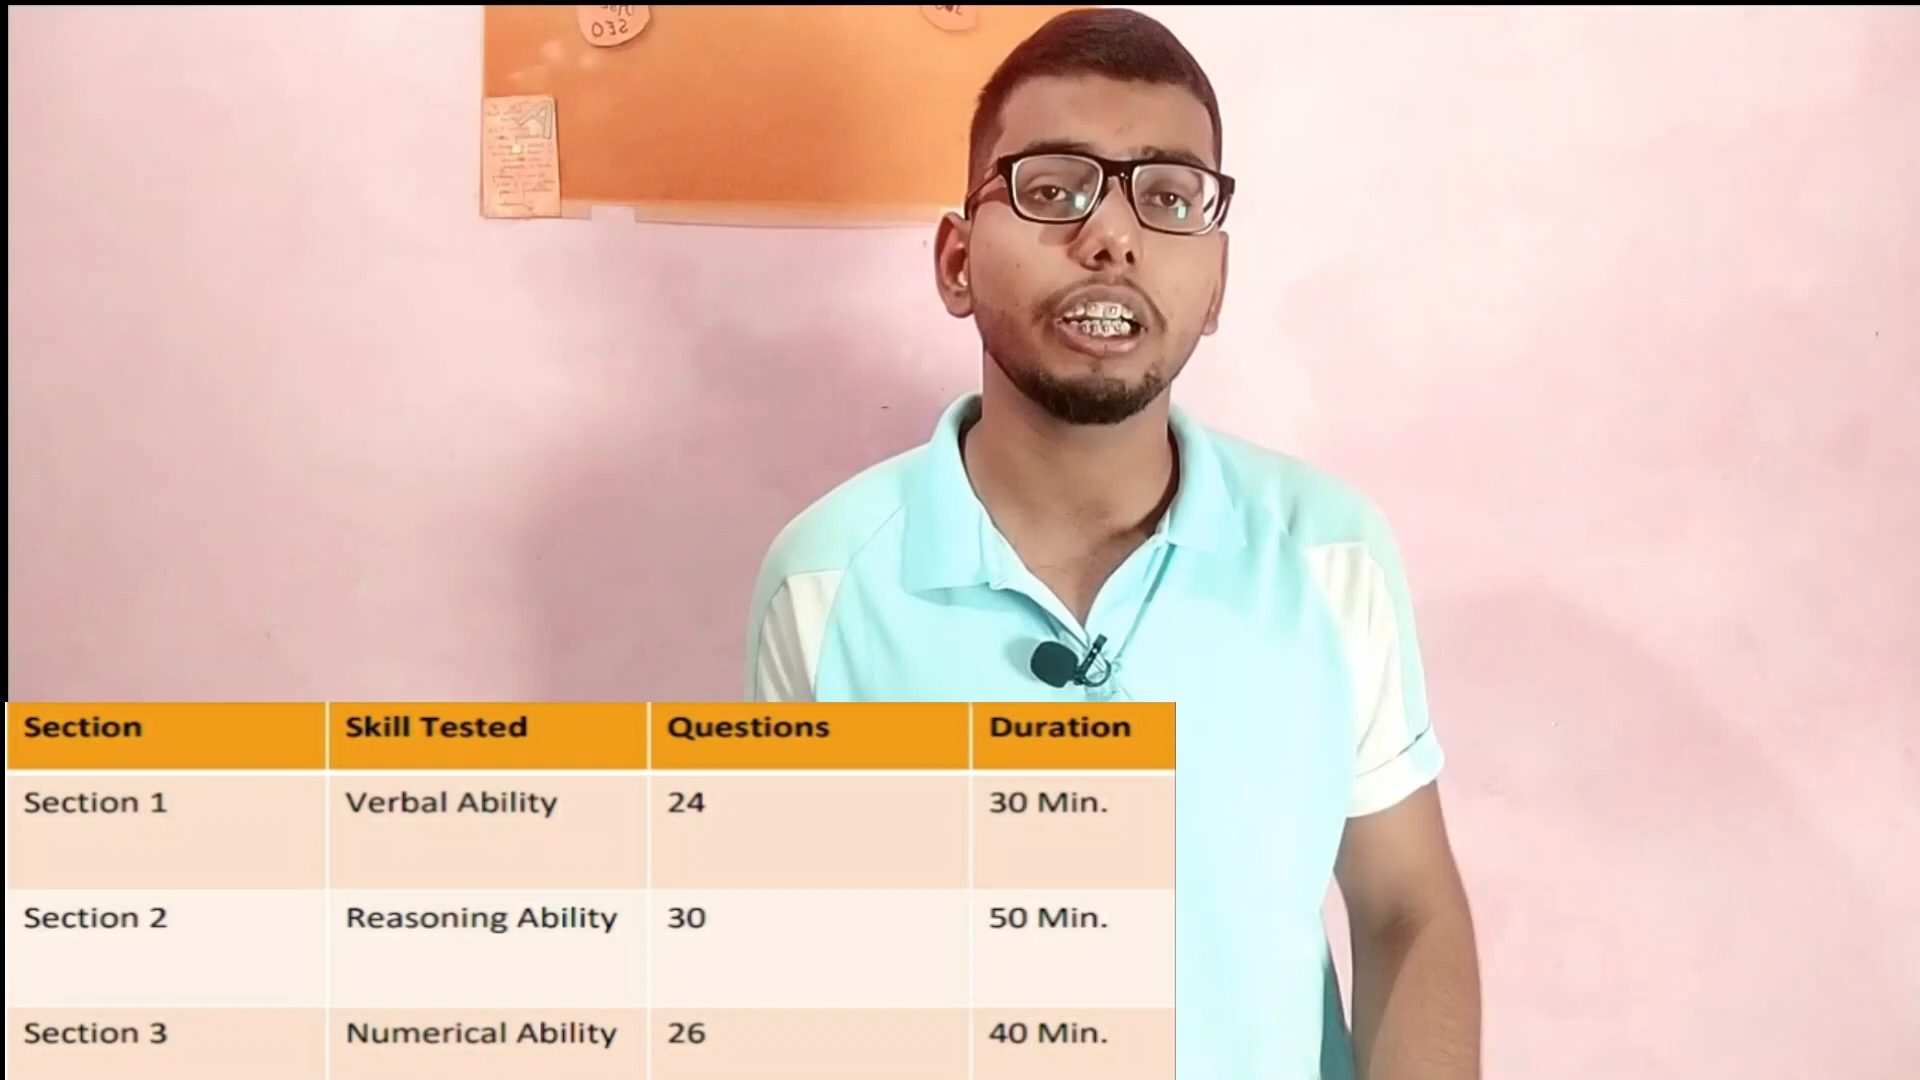 SEO
Section Skill Tested Questions Duration
Section 1 Verbal Ability 24 30 Min.
Section 2 Reasoning Ability 30 50 Min.
Section 3 Numerical Ability 26 40 Min.